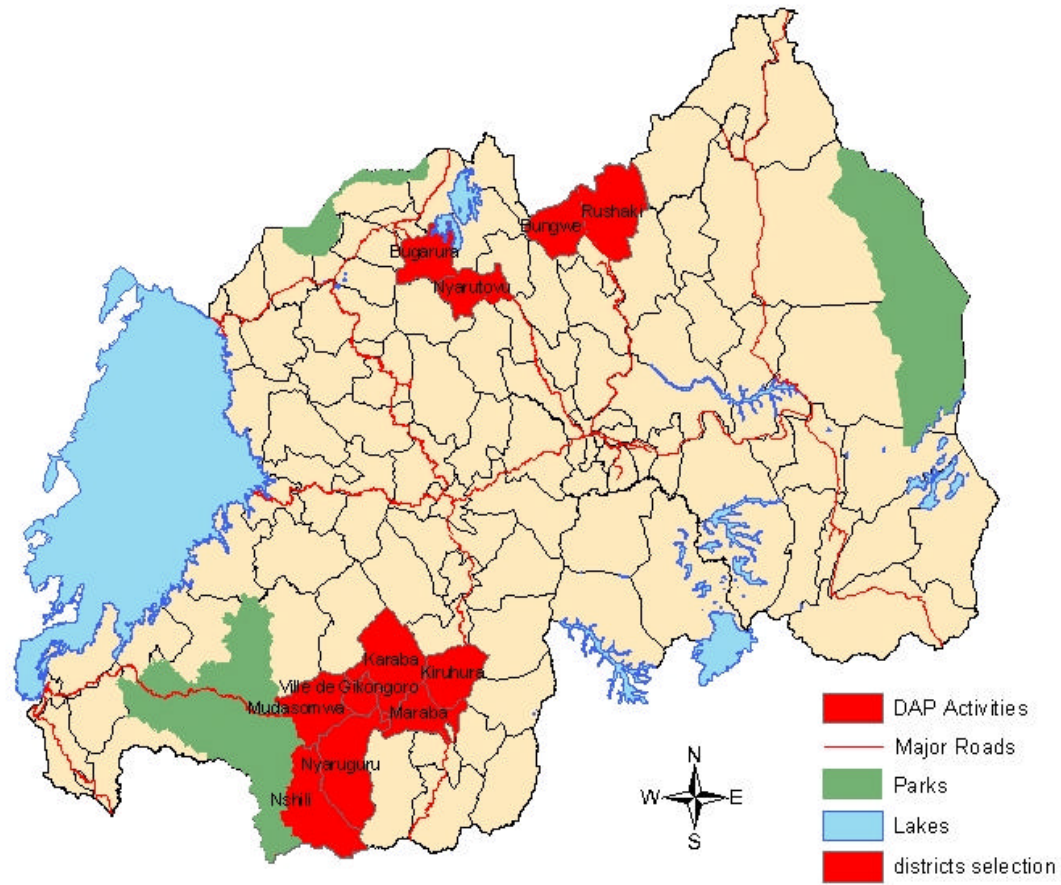 Rushaki
Bungwe
Bugarura
Nyarutovu
Karaba
Kiruhura
Ville de Gikongoro
Mudasomwa
Maraba
Nyaruguru
Nshili
N
W
E
S
DAP Activities
Major Roads
Parks
Lakes
districts selection